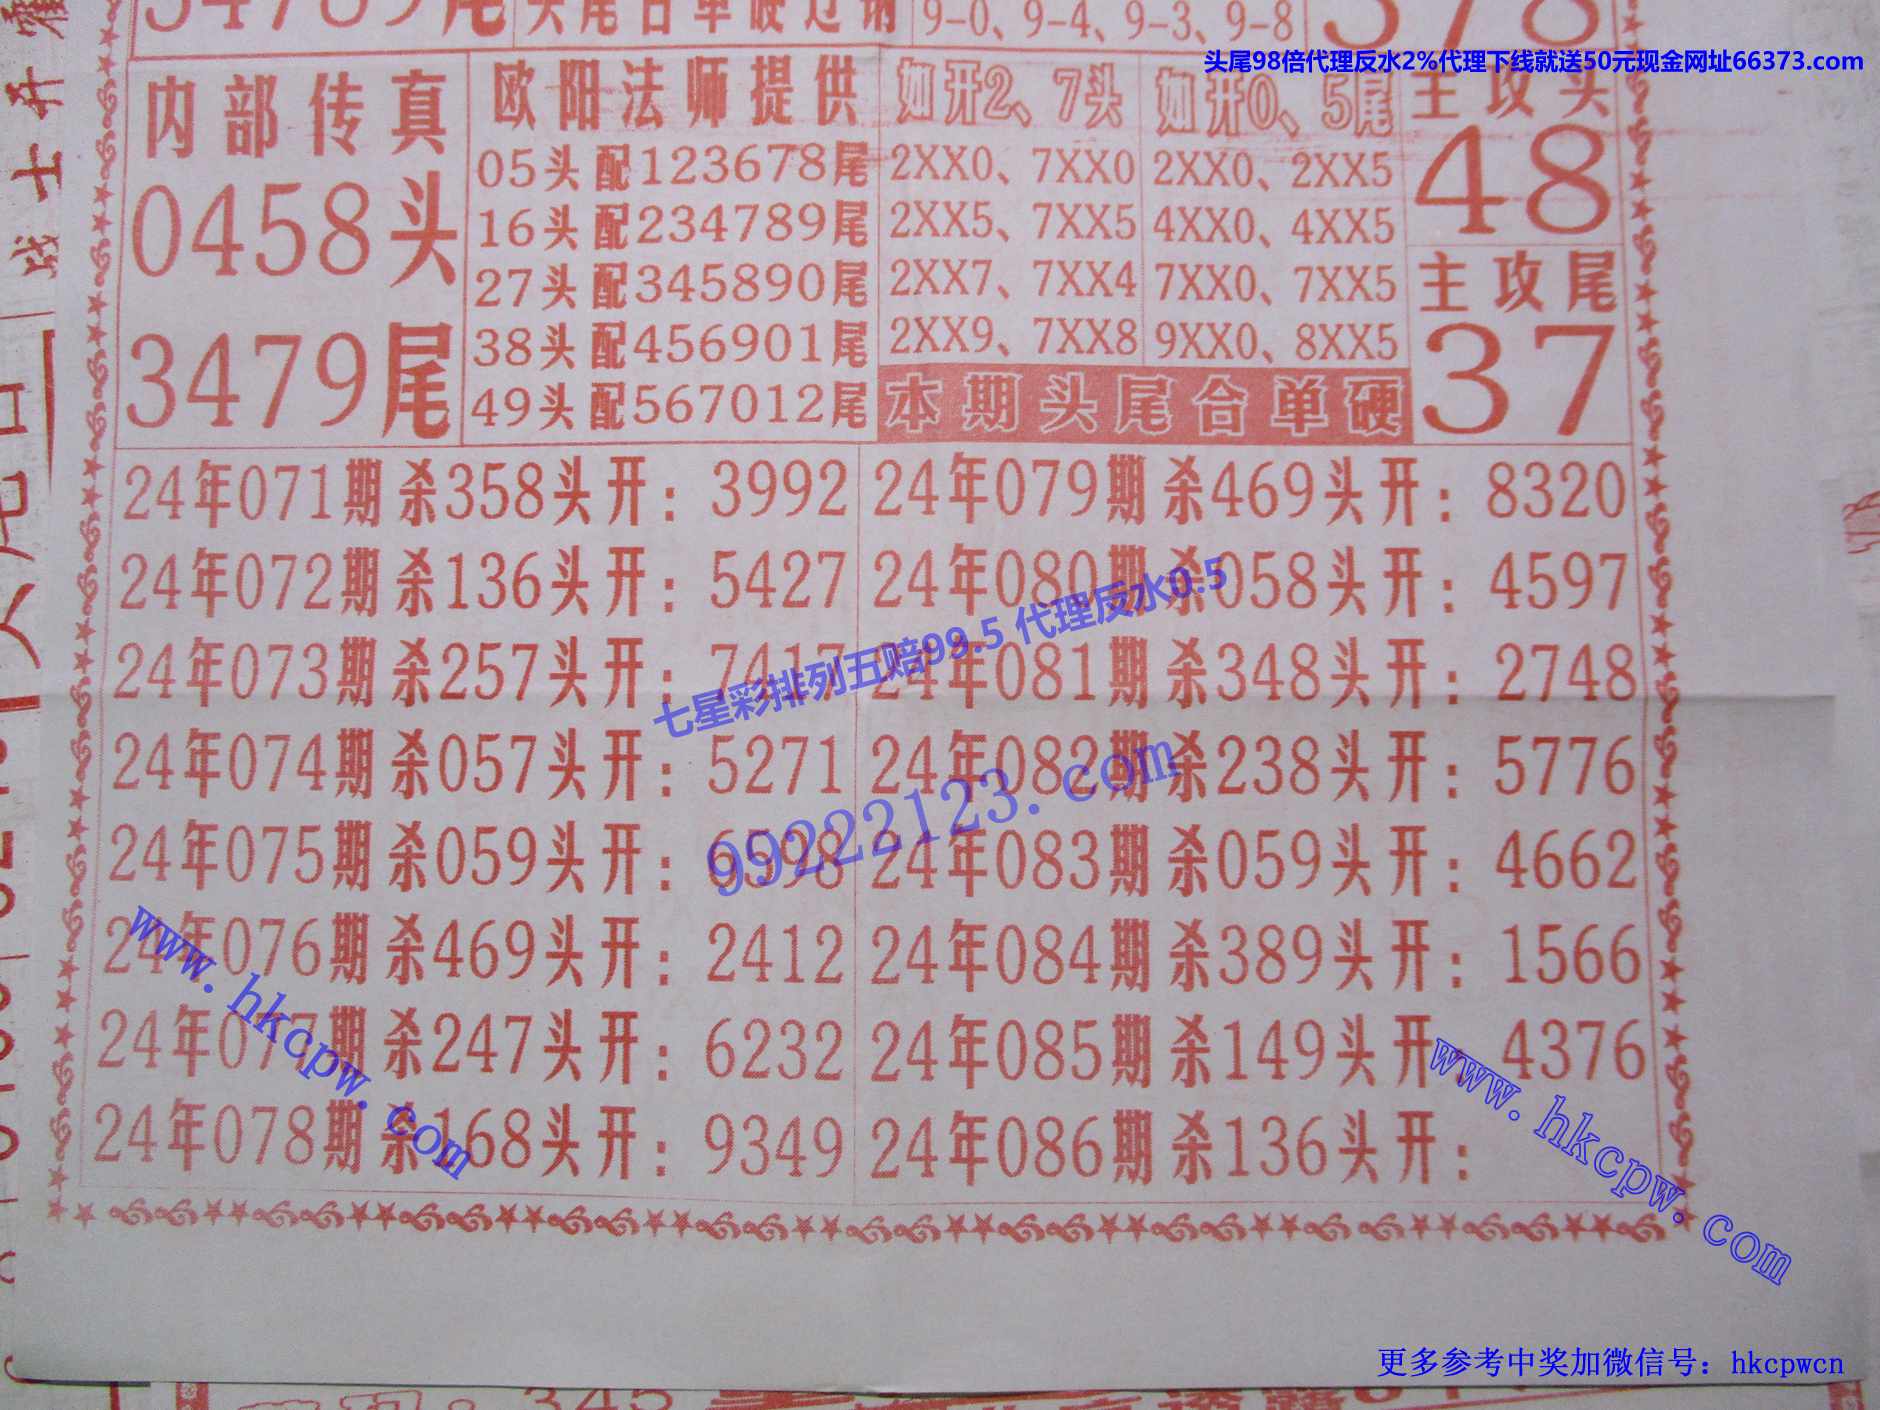 头尾合单硬过关
9-0、9-4、9-3、9-8
378
头尾98倍代理反水2%代理下线就送50元现金网址66373.com
内部传真
0458头
3479尾
欧阳法师提供
05头配123678尾
16头配234789尾
27头配345890尾
38头配456901尾
49头配567012尾
如开2、7头
2XX0、7XX0
2XX5、7XX5
2XX7、7XX4
2XX9、7XX8
如开0、5尾
2XX0、2XX5
4XX0、4XX5
7XX0、7XX5
9XX0、8XX5
本期头尾合单硬
主攻头
48
主攻尾
37
24年071期杀358头开：3992
24年072期杀136头开：5427
24年073期杀257头开：7417
24年074期杀057头开：5271
24年075期杀059头开：6598
24年076期杀469头开：2412
24年077期杀247头开：6232
24年078期杀168头开：9349
24年079期杀469头开：8320
24年080期杀058头开：4597
24年081期杀348头开：2748
24年082期杀238头开：5776
24年083期杀059头开：4662
24年084期杀389头开：1566
24年085期杀149头开：4376
24年086期杀136头开：
七星彩排列五赔99.5 代理反水0.5
99222123.com
www.hkcpw.com
www.hkcpw.com
更多参考中奖加微信号：hkcpwcn